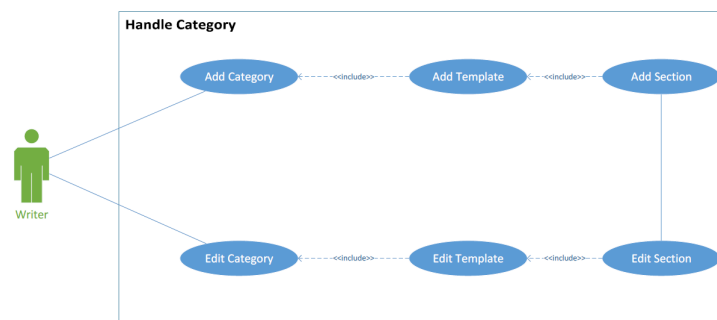 Handle Category
Add Category <<include>> Add Template <<include>> Add Section
Writer
Edit Category <<include>> Edit Template <<include>> Edit Section